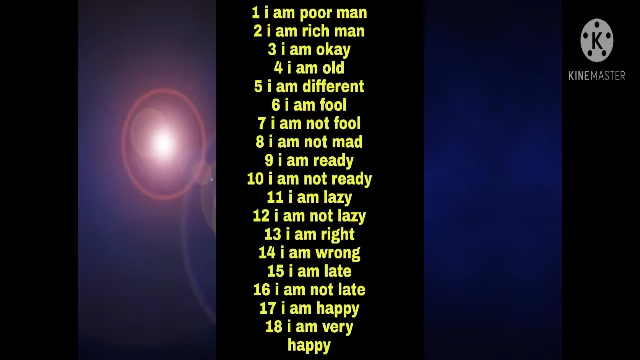 1 i am poor man
2 i am rich man
3 i am okay
4 i am old
5 i am different
6 i am fool
7 i am not fool
8 i am not mad
9 i am ready
10 i am not ready
11 i am lazy
12 i am not lazy
13 i am right
14 i am wrong
15 i am late
16 i am not late
17 i am happy
18 i am very
happy
K
KINEMASTER